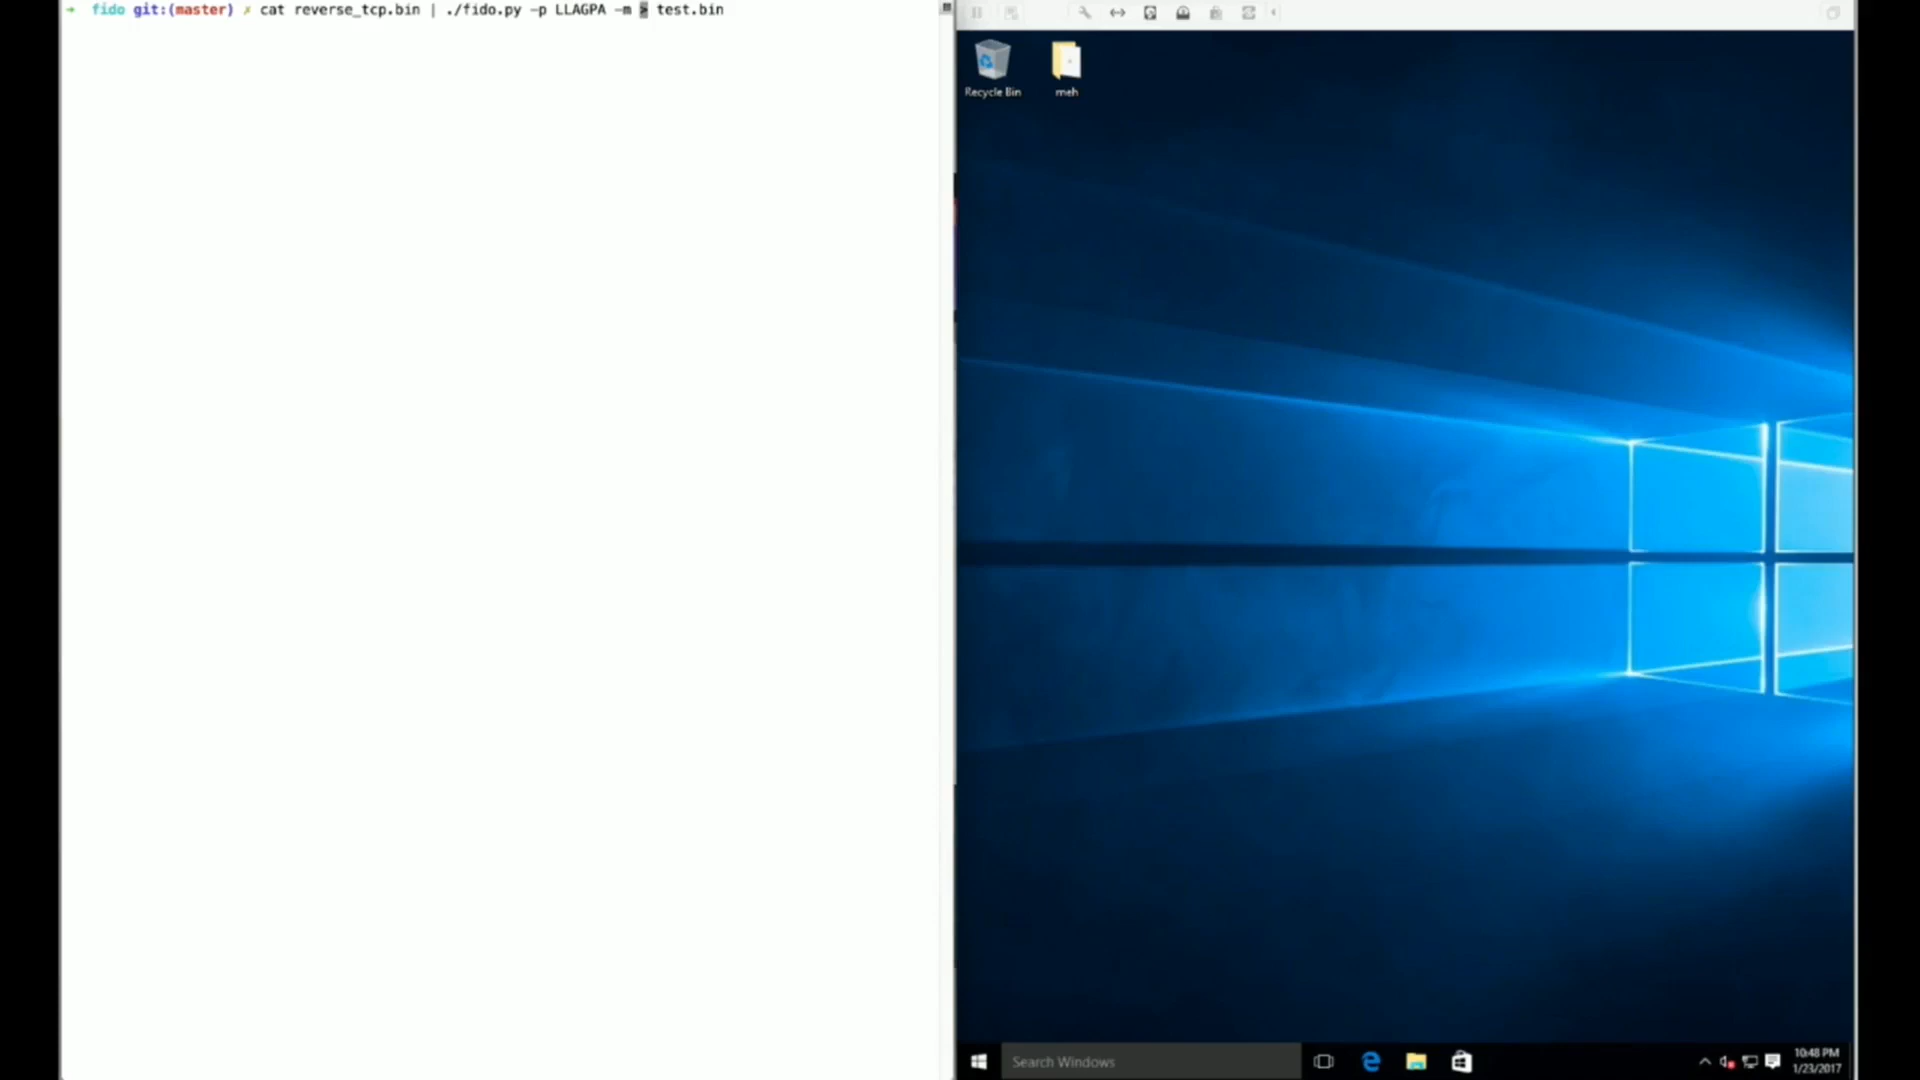 → fido git:(master) ✗ cat reverse_tcp.bin | ./fido.py -p LLAGPA -m > test.bin
Recycle Bin
meh
Search Windows
10:48 PM
1/23/2017